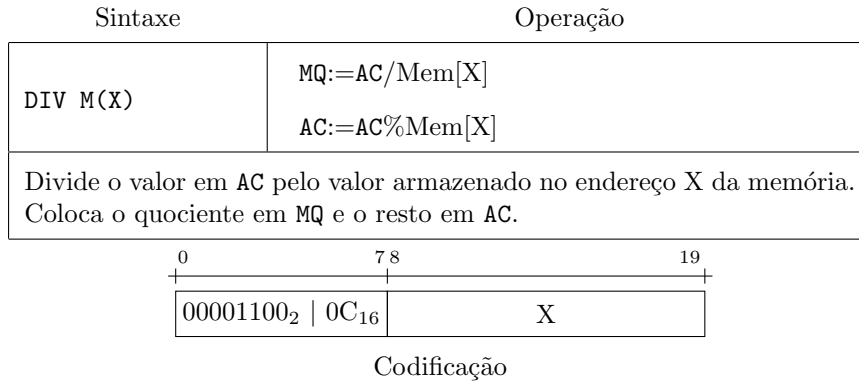 Sintaxe Operação
DIV M(X)
MQ:=AC/Mem[X]
AC:=AC%Mem[X]
Divide o valor em AC pelo valor armazenado no endereço X da memória.
Coloca o quociente em MQ e o resto em AC.
0 7 8 19
00001100₂ | 0C₁₆ X
Codificação